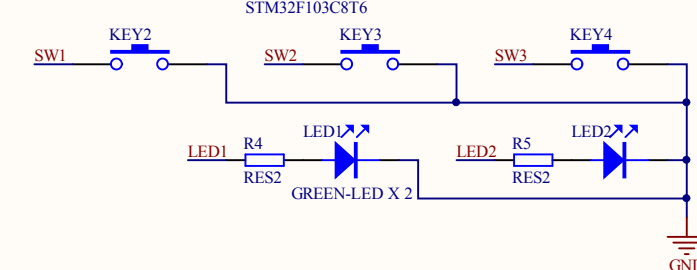 STM32F103C8T6
KEY2 KEY3 KEY4
SW1 SW2 SW3
LED1 R4 LED1 LED2 R5 LED2
RES2 RES2
GREEN-LED X 2